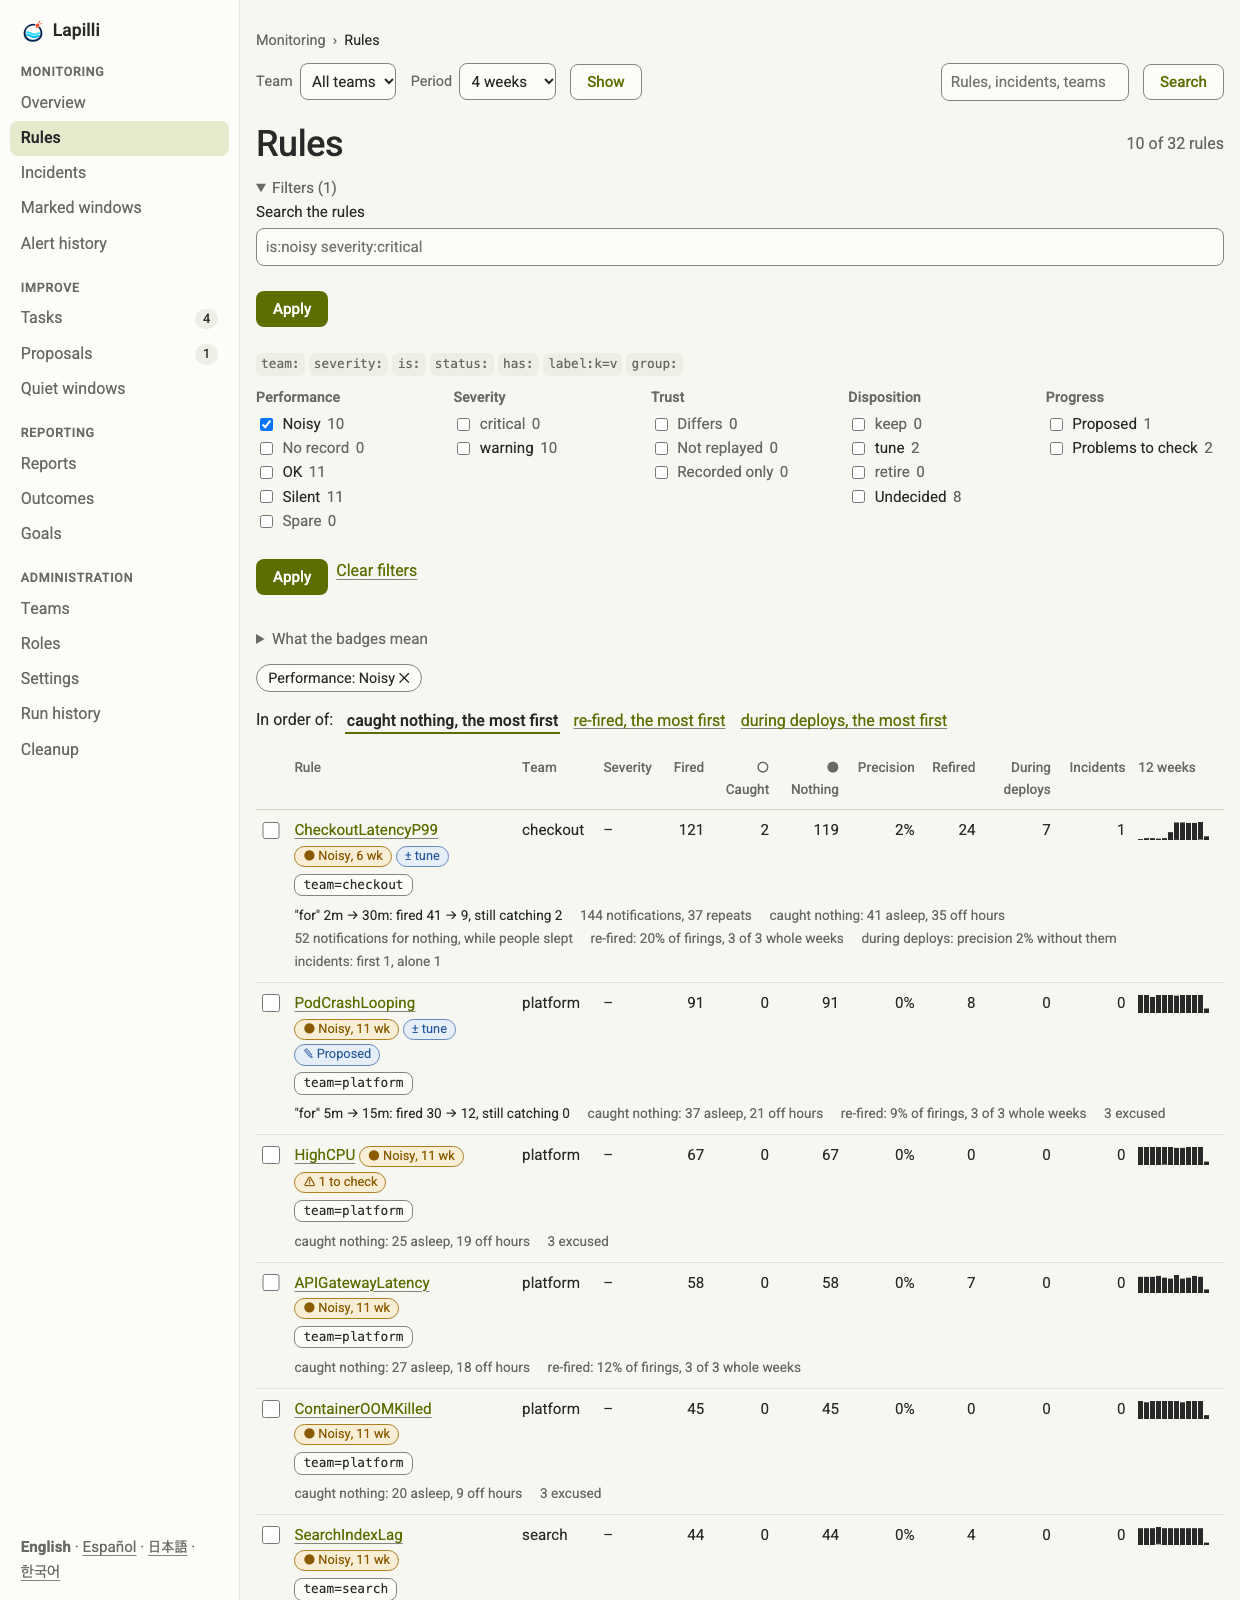 Lapilli
MONITORING
Overview
Rules
Incidents
Marked windows
Alert history
IMPROVE
Tasks 4
Proposals 1
Quiet windows
REPORTING
Reports
Outcomes
Goals
ADMINISTRATION
Teams
Roles
Settings
Run history
Cleanup
English · Español · 日本語 ·
한국어
Monitoring › Rules
Team All teams Period 4 weeks Show Rules, incidents, teams Search
Rules 10 of 32 rules
▼ Filters (1)
Search the rules
is:noisy severity:critical
Apply
team: severity: is: status: has: label:k=v group:
Performance Severity Trust Disposition Progress
Noisy 10 critical 0 Differs 0 keep 0 Proposed 1
No record 0 warning 10 Not replayed 0 tune 2 Problems to check 2
OK 11 Recorded only 0 retire 0
Silent 11 Undecided 8
Spare 0
Apply Clear filters
▶ What the badges mean
Performance: Noisy ✕
In order of: caught nothing, the most first re-fired, the most first during deploys, the most first
Rule Team Severity Fired ○ Caught ● Nothing Precision Refired During deploys Incidents 12 weeks
CheckoutLatencyP99 checkout – 121 2 119 2% 24 7 1
● Noisy, 6 wk ± tune
team=checkout
"for" 2m → 30m: fired 41 → 9, still catching 2 144 notifications, 37 repeats caught nothing: 41 asleep, 35 off hours
52 notifications for nothing, while people slept re-fired: 20% of firings, 3 of 3 whole weeks during deploys: precision 2% without them
incidents: first 1, alone 1
PodCrashLooping platform – 91 0 91 0% 8 0 0
● Noisy, 11 wk ± tune
✎ Proposed
team=platform
"for" 5m → 15m: fired 30 → 12, still catching 0 caught nothing: 37 asleep, 21 off hours re-fired: 9% of firings, 3 of 3 whole weeks 3 excused
HighCPU ● Noisy, 11 wk platform – 67 0 67 0% 0 0 0
⚠ 1 to check
team=platform
caught nothing: 25 asleep, 19 off hours 3 excused
APIGatewayLatency platform – 58 0 58 0% 7 0 0
● Noisy, 11 wk
team=platform
caught nothing: 27 asleep, 18 off hours re-fired: 12% of firings, 3 of 3 whole weeks
ContainerOOMKilled platform – 45 0 45 0% 0 0 0
● Noisy, 11 wk
team=platform
caught nothing: 20 asleep, 9 off hours 3 excused
SearchIndexLag search – 44 0 44 0% 4 0 0
● Noisy, 11 wk
team=search